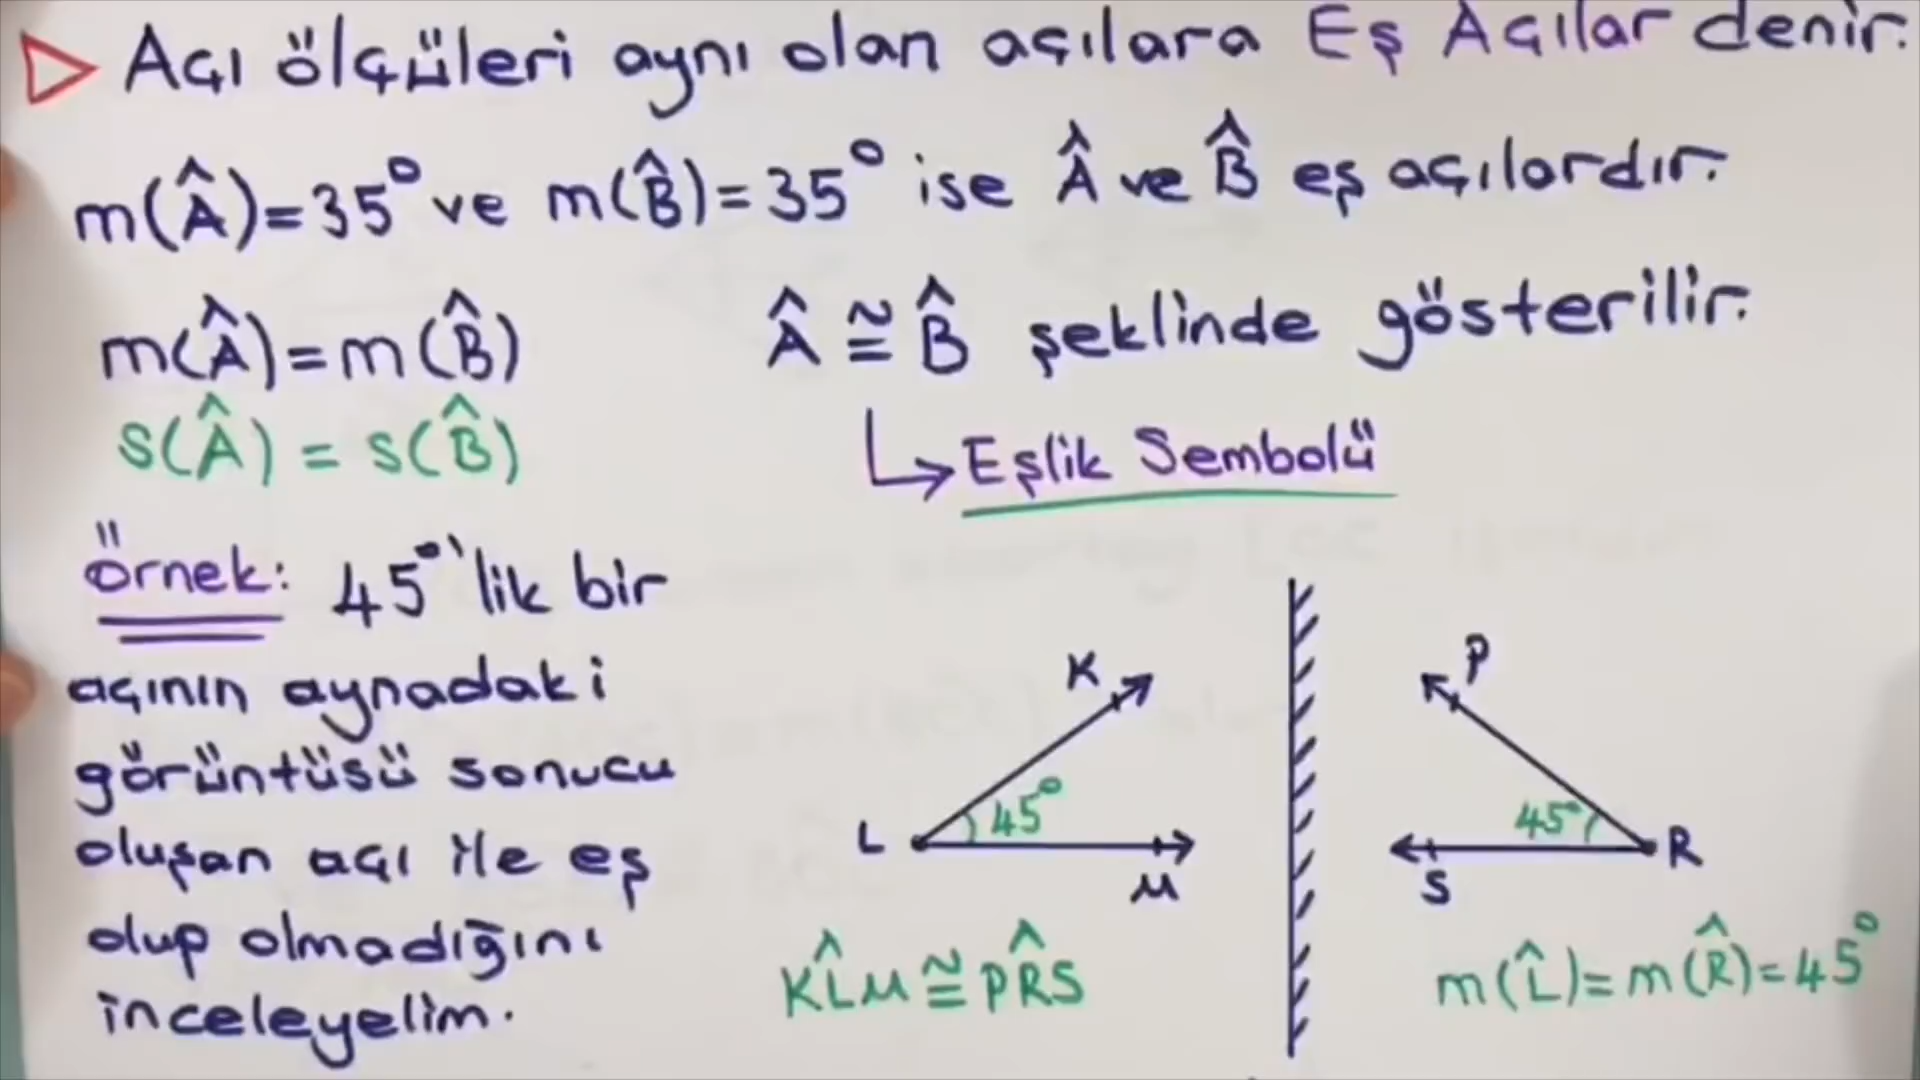 Açı ölçüleri aynı olan açılara Eş Açılar denir.
m(Â)=35° ve m(B̂)=35° ise Â ve B̂ eş açılardır.
m(Â)=m(B̂)
Â ≅ B̂ şeklinde gösterilir.
s(Â) = s(B̂)
Eşlik Sembolü
Örnek: 45°'lik bir
açının aynadaki
görüntüsü sonucu
oluşan açı ile eş
olup olmadığını
inceleyelim.
K
L
45°
M
P
45°
R
S
KL̂M ≅ PR̂S
m(L̂)=m(R̂)=45°